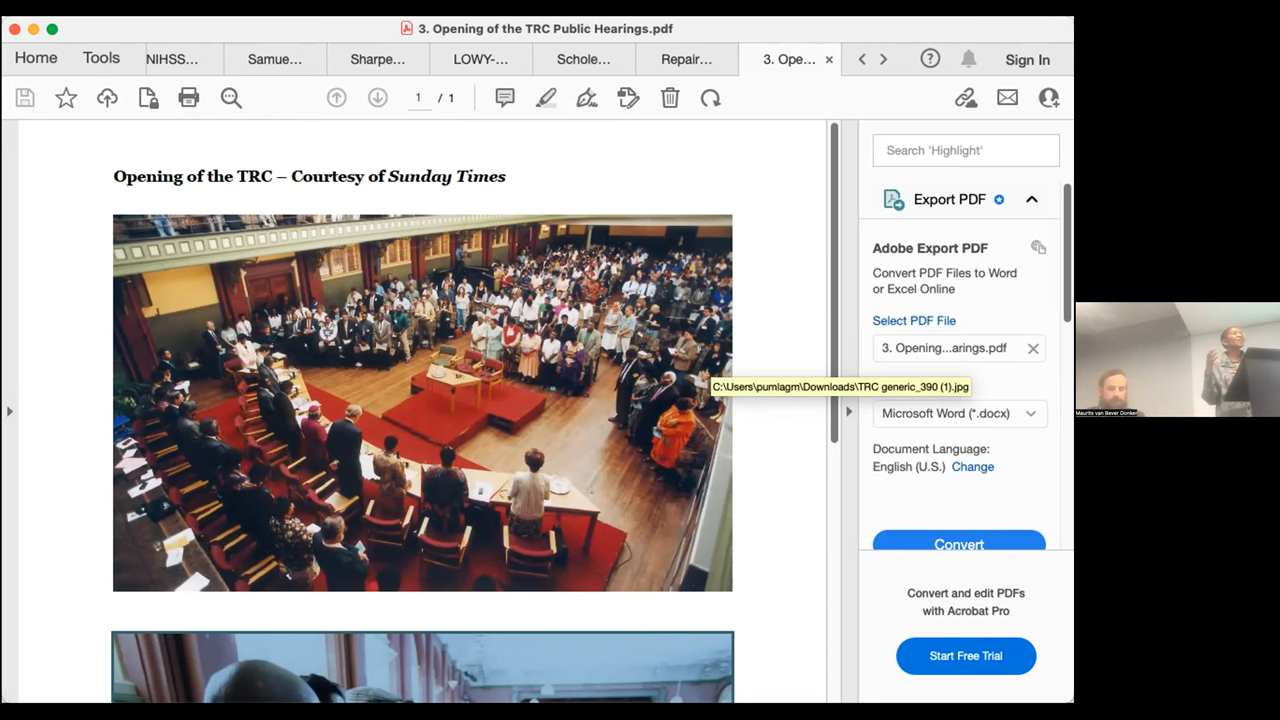 3. Opening of the TRC Public Hearings.pdf
Home
Tools
NIHSS...
Samue...
Sharpe...
LOWY-...
Schole...
Repair...
3. Ope...
Sign In
1 / 1
Opening of the TRC – Courtesy of Sunday Times
Search 'Highlight'
Export PDF
Adobe Export PDF
Convert PDF Files to Word
or Excel Online
Select PDF File
3. Opening...arings.pdf
C:\Users\pumlagm\Downloads\TRC generic_390 (1).jpg
Microsoft Word (*.docx)
Document Language:
English (U.S.) Change
Convert
Convert and edit PDFs
with Acrobat Pro
Start Free Trial
Maurits van Bever Donker